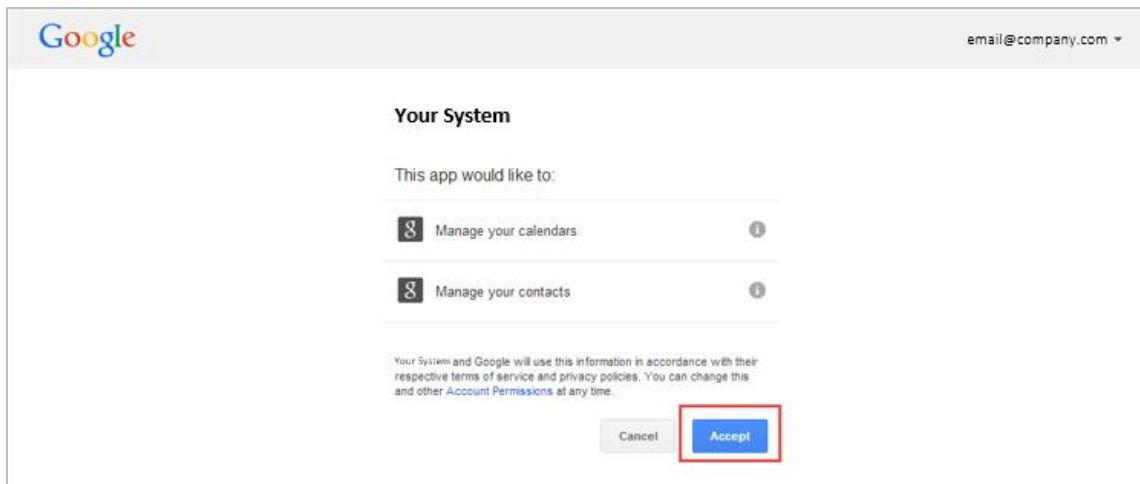 Google
email@company.com
Your System
This app would like to:
Manage your calendars
Manage your contacts
Your System and Google will use this information in accordance with their
respective terms of service and privacy policies. You can change this
and other Account Permissions at any time.
Cancel Accept